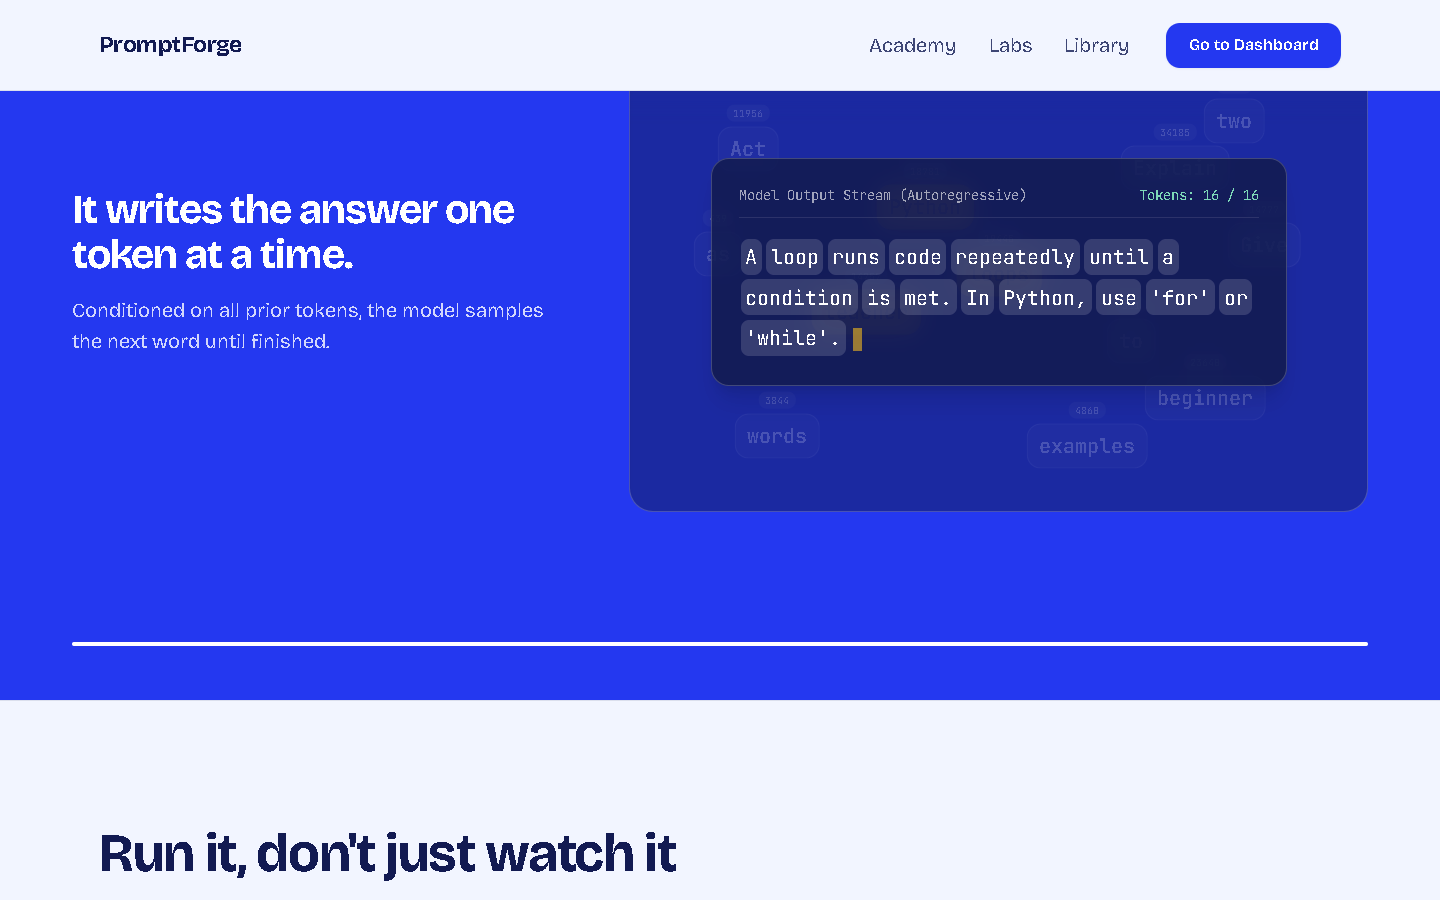 PromptForge
Academy
Labs
Library
Go to Dashboard
It writes the answer one
token at a time.
Conditioned on all prior tokens, the model samples
the next word until finished.
11956
Act
34185
two
Explain
Give
Model Output Stream (Autoregressive)
Tokens: 16 / 16
A loop runs code repeatedly until a
condition is met. In Python, use 'for' or
'while'.
3844
words
4868
examples
beginner
Run it, don't just watch it